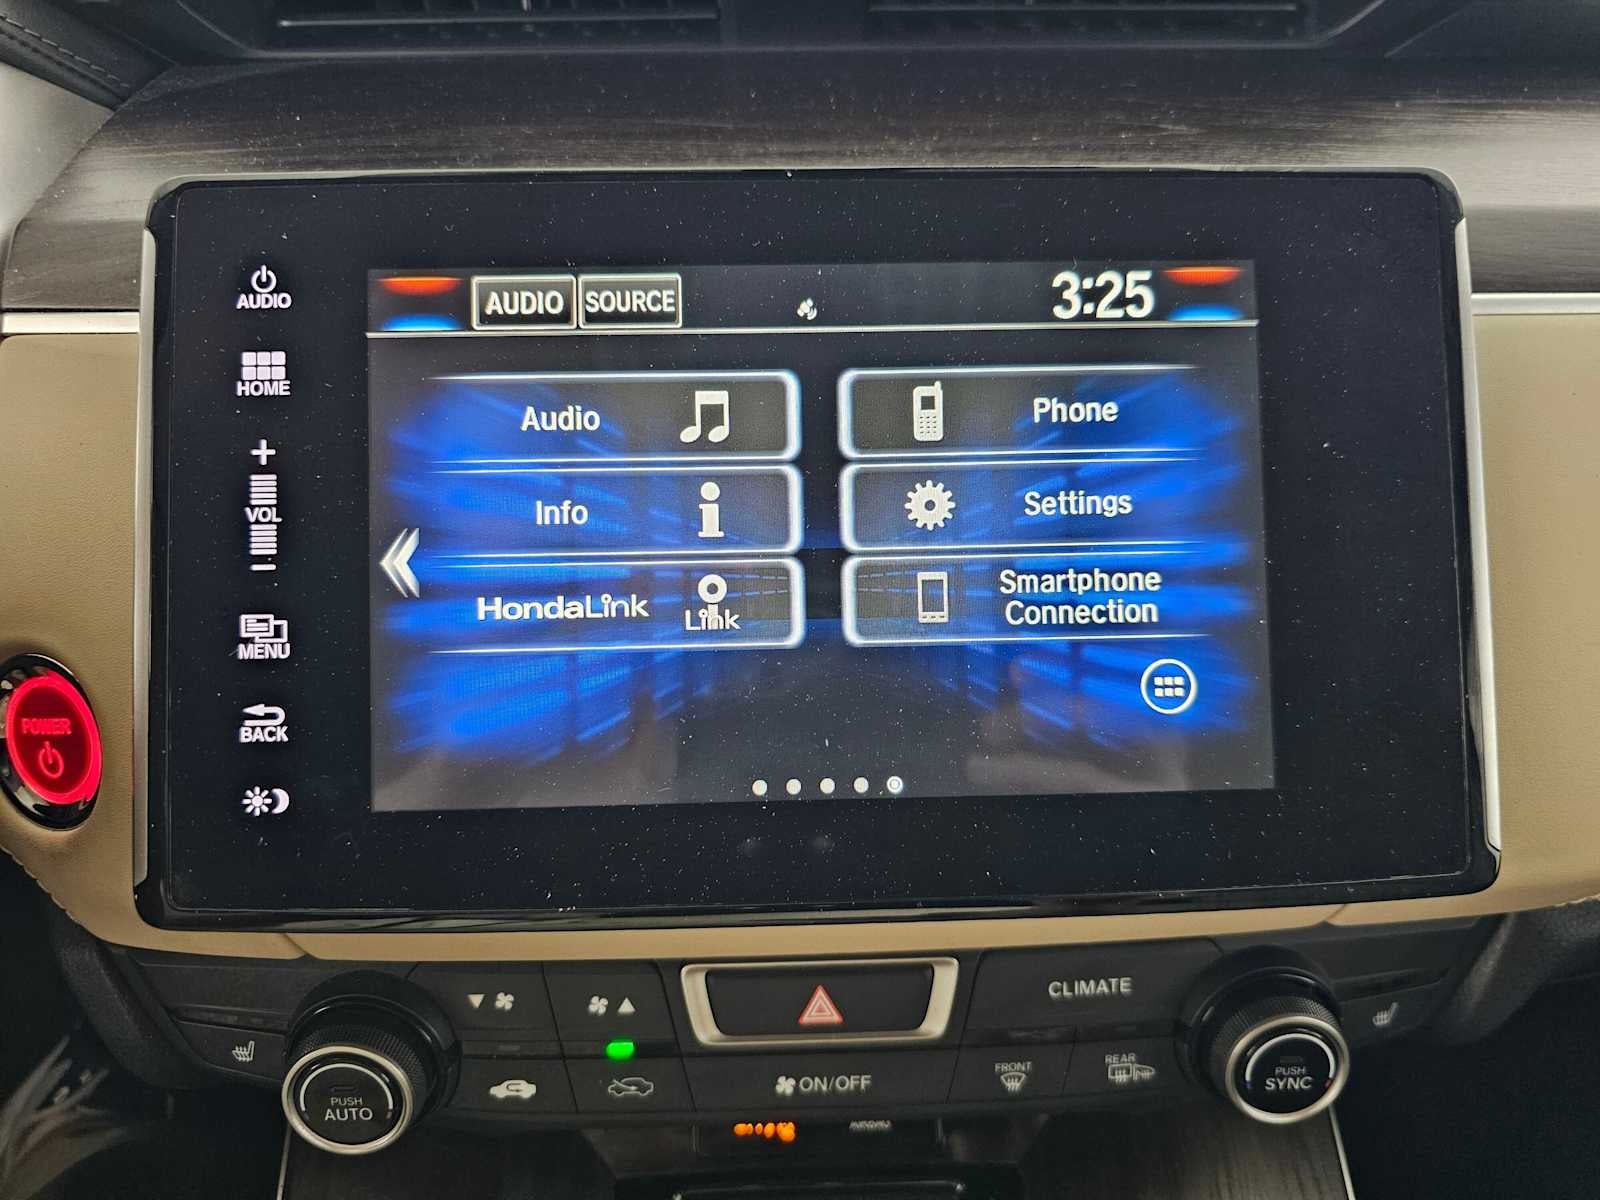 AUDIO
HOME
VOL
MENU
BACK
POWER
AUDIO SOURCE 3:25
Audio Phone
Info Settings
HondaLink Link Smartphone
Connection
CLIMATE
PUSH
AUTO
ON/OFF
FRONT
REAR
PUSH
SYNC